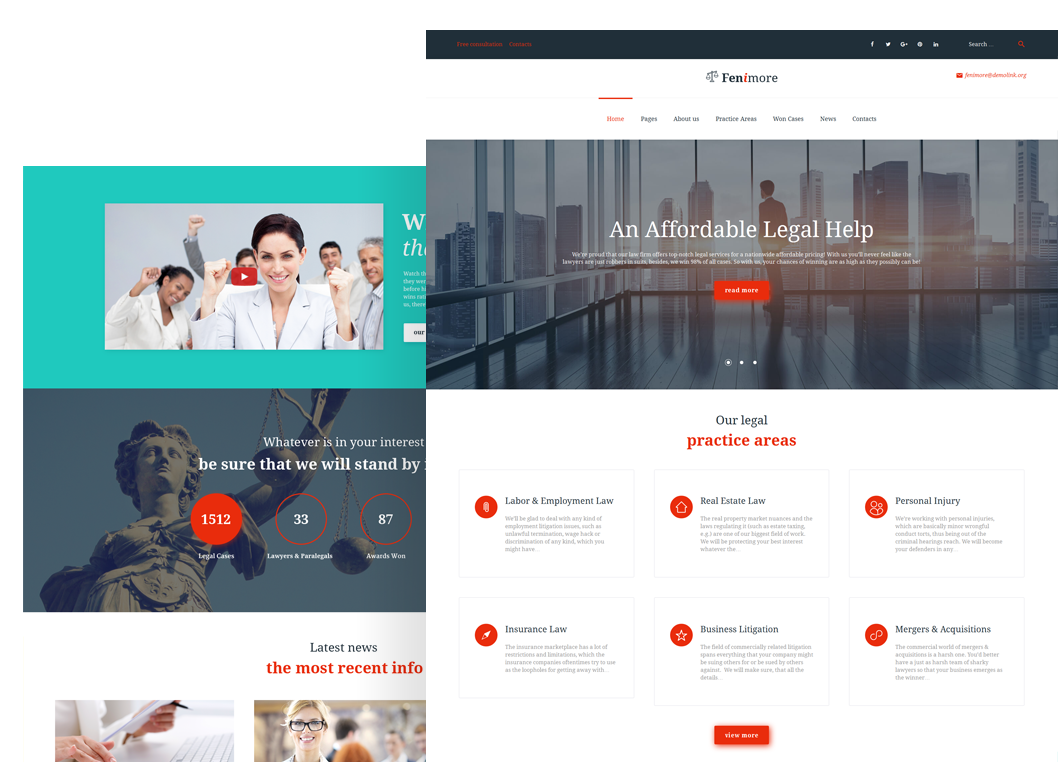 Free consultation Contacts
Search ...
Fenimore
fenimore@demolink.org
Home Pages About us Practice Areas Won Cases News Contacts
An Affordable Legal Help
We're proud that our law firm offers top-notch legal services for a nationwide affordable pricing! With us you'll never feel like the
lawyers are just robbers in suits. Besides, we win 98% of all cases. So with us, your chances of winning are as high as they possibly can be!
read more
Our legal
practice areas
Labor & Employment Law
We'll be glad to deal with any kind of
employment litigation issues, such as
unlawful termination, wage hack or
discrimination of any kind, which you
might have...
Real Estate Law
The real property market nuances and the
laws regulating it (such as estate taxing,
e.g.) are one of our biggest field of work.
We will be protecting your best interest
whatever the...
Personal Injury
We're working with personal injuries,
which are basically minor wrongful
conduct torts, thus being out of the
criminal hearings reach. We will become
your defenders in any...
Insurance Law
The insurance marketplace has a lot of
restrictions and limitations, which the
insurance companies oftentimes try to use
as the loopholes for getting away with...
Business Litigation
The field of commercially related litigation
spans everything that your company might
be suing others for or be sued by others
against. We will make sure, that all the
details...
Mergers & Acquisitions
The commercial world of mergers &
acquisitions is a harsh one. You'd better
have a just as harsh team of sharky
lawyers so that your business emerges as
the winner...
view more
W
the
Watch th
they wer
before h
wins rat
us, there
our
Whatever is in your interest
be sure that we will stand by
1512 33 87
Legal Cases Lawyers & Paralegals Awards Won
Latest news
the most recent info